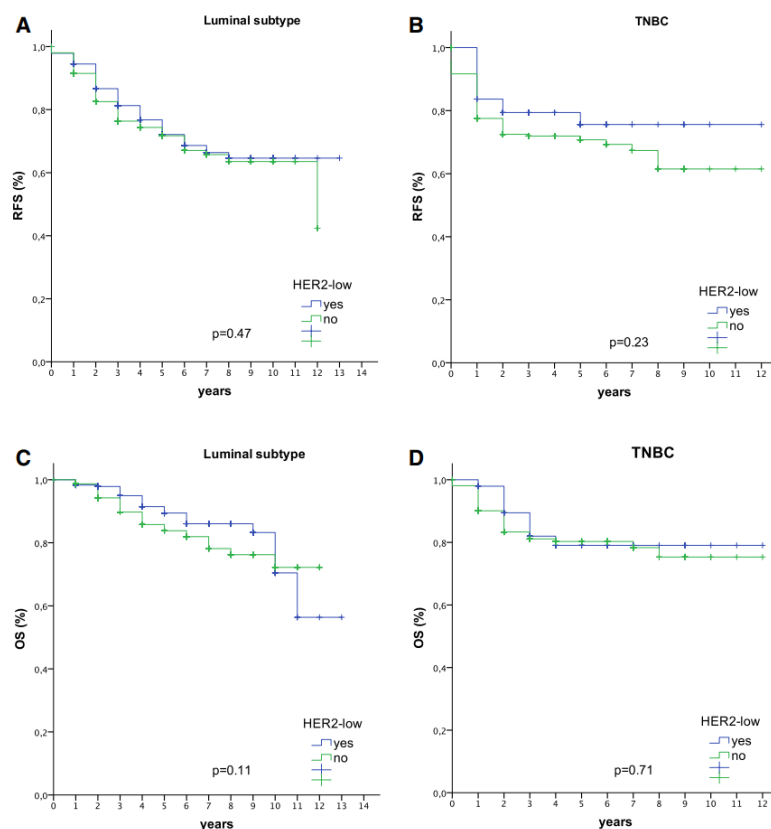 A
Luminal subtype
1,0
0,8
0,6
0,4
0,2
0,0
RFS (%)
HER2-low
yes
no
p=0.47
0 1 2 3 4 5 6 7 8 9 10 11 12 13 14
years
B
TNBC
1,0
0,8
0,6
0,4
0,2
0,0
RFS (%)
HER2-low
yes
no
p=0.23
0 1 2 3 4 5 6 7 8 9 10 11 12
years
C
Luminal subtype
1,0
0,8
0,6
0,4
0,2
0,0
OS (%)
HER2-low
yes
no
p=0.11
0 1 2 3 4 5 6 7 8 9 10 11 12 13 14
years
D
TNBC
1,0
0,8
0,6
0,4
0,2
0,0
OS (%)
HER2-low
yes
no
p=0.71
0 1 2 3 4 5 6 7 8 9 10 11 12
years